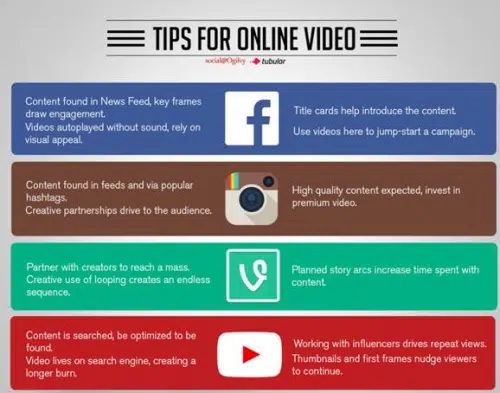 TIPS FOR ONLINE VIDEO
social@Ogilvy tubular
Content found in News Feed, key frames
draw engagement.
Videos autoplayed without sound, rely on
visual appeal.
f
Title cards help introduce the content.
Use videos here to jump-start a campaign.
Content found in feeds and via popular
hashtags.
Creative partnerships drive to the audience.
High quality content expected, invest in
premium video.
Partner with creators to reach a mass.
Creative use of looping creates an endless
sequence.
Planned story arcs increase time spent with
content.
Content is searched, be optimized to be
found.
Video lives on search engine, creating a
longer burn.
Working with influencers drives repeat views.
Thumbnails and first frames nudge viewers
to continue.